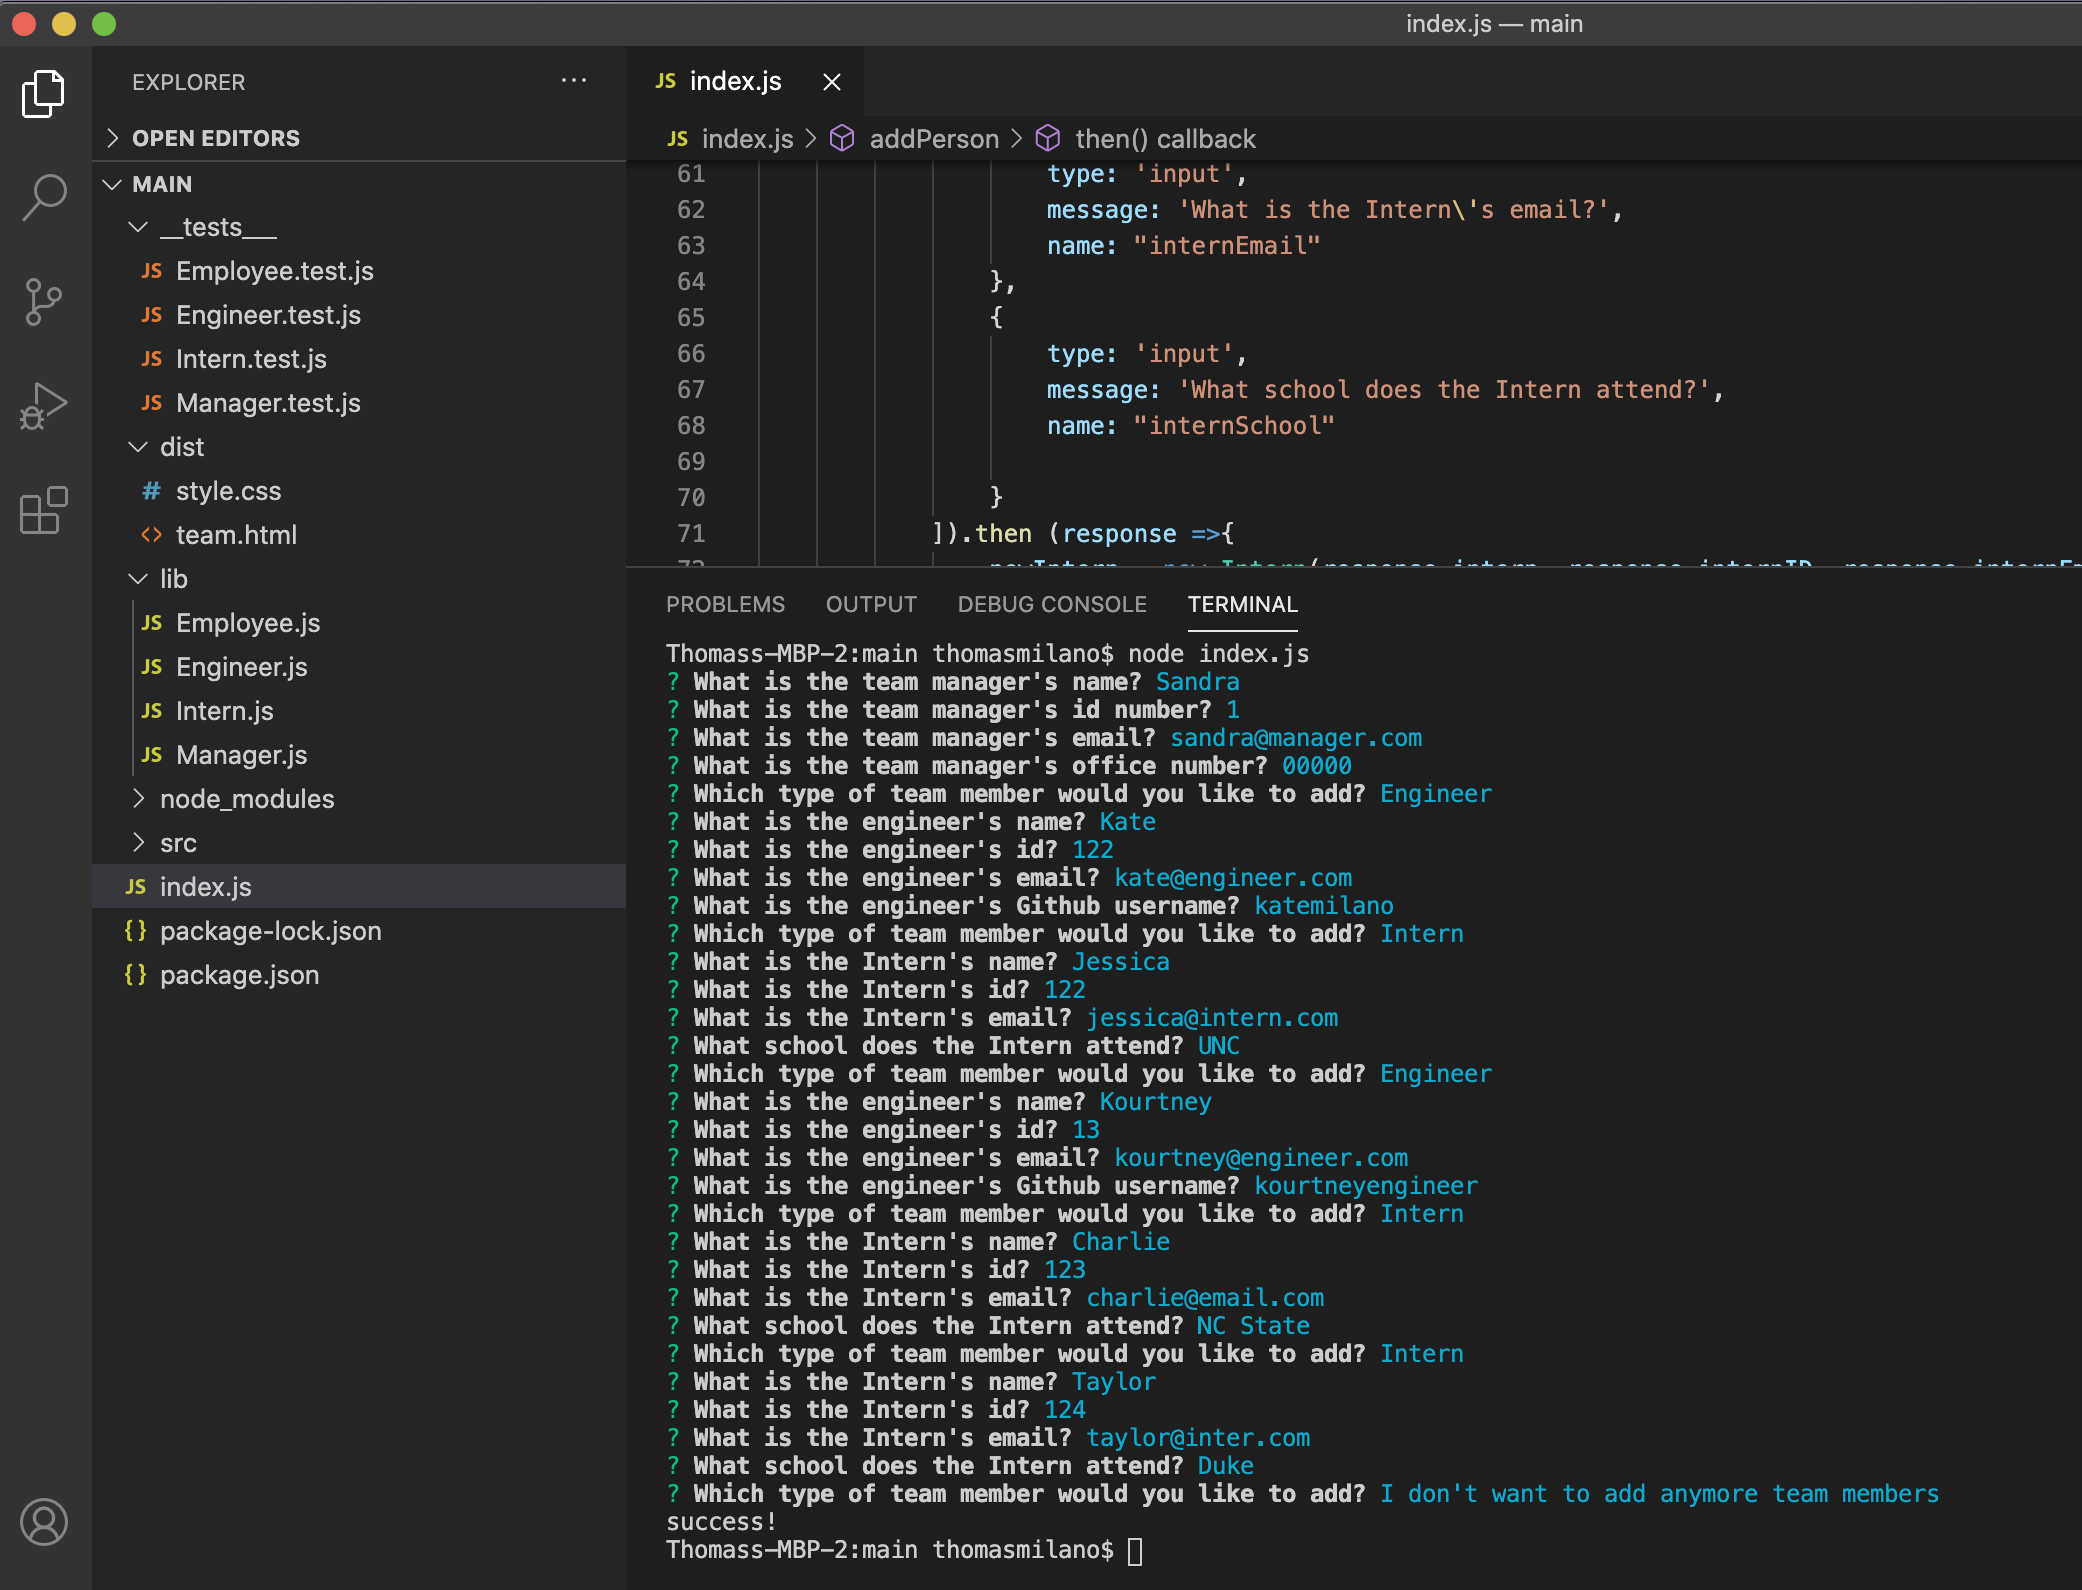 index.js — main
EXPLORER
OPEN EDITORS
MAIN
__tests__
JS Employee.test.js
JS Engineer.test.js
JS Intern.test.js
JS Manager.test.js
dist
# style.css
<> team.html
lib
JS Employee.js
JS Engineer.js
JS Intern.js
JS Manager.js
node_modules
src
JS index.js
{} package-lock.json
{} package.json
JS index.js
JS index.js > addPerson > then() callback
61 type: 'input',
62 message: 'What is the Intern\'s email?',
63 name: "internEmail"
64 },
65 {
66 type: 'input',
67 message: 'What school does the Intern attend?',
68 name: "internSchool"
69
70 }
71 ]).then (response =>{
PROBLEMS OUTPUT DEBUG CONSOLE TERMINAL
Thomass-MBP-2:main thomasmilano$ node index.js
? What is the team manager's name? Sandra
? What is the team manager's id number? 1
? What is the team manager's email? sandra@manager.com
? What is the team manager's office number? 00000
? Which type of team member would you like to add? Engineer
? What is the engineer's name? Kate
? What is the engineer's id? 122
? What is the engineer's email? kate@engineer.com
? What is the engineer's Github username? katemilano
? Which type of team member would you like to add? Intern
? What is the Intern's name? Jessica
? What is the Intern's id? 122
? What is the Intern's email? jessica@intern.com
? What school does the Intern attend? UNC
? Which type of team member would you like to add? Engineer
? What is the engineer's name? Kourtney
? What is the engineer's id? 13
? What is the engineer's email? kourtney@engineer.com
? What is the engineer's Github username? kourtneyengineer
? Which type of team member would you like to add? Intern
? What is the Intern's name? Charlie
? What is the Intern's id? 123
? What is the Intern's email? charlie@email.com
? What school does the Intern attend? NC State
? Which type of team member would you like to add? Intern
? What is the Intern's name? Taylor
? What is the Intern's id? 124
? What is the Intern's email? taylor@inter.com
? What school does the Intern attend? Duke
? Which type of team member would you like to add? I don't want to add anymore team members
success!
Thomass-MBP-2:main thomasmilano$